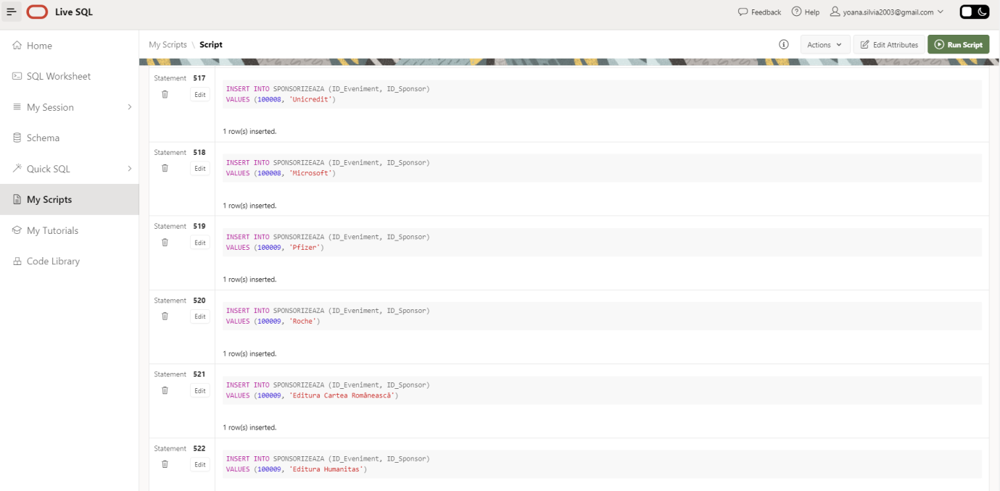 Live SQL
Feedback
Help
yoana.silvia2003@gmail.com
Home
SQL Worksheet
My Session
Schema
Quick SQL
My Scripts
My Tutorials
Code Library
My Scripts \ Script
Actions
Edit Attributes
Run Script
Statement 517
Edit
INSERT INTO SPONSORIZEAZA (ID_Eveniment, ID_Sponsor)
VALUES (100008, 'Unicredit')
1 row(s) inserted.
Statement 518
Edit
INSERT INTO SPONSORIZEAZA (ID_Eveniment, ID_Sponsor)
VALUES (100008, 'Microsoft')
1 row(s) inserted.
Statement 519
Edit
INSERT INTO SPONSORIZEAZA (ID_Eveniment, ID_Sponsor)
VALUES (100009, 'Pfizer')
1 row(s) inserted.
Statement 520
Edit
INSERT INTO SPONSORIZEAZA (ID_Eveniment, ID_Sponsor)
VALUES (100009, 'Roche')
1 row(s) inserted.
Statement 521
Edit
INSERT INTO SPONSORIZEAZA (ID_Eveniment, ID_Sponsor)
VALUES (100009, 'Editura Cartea Românească')
1 row(s) inserted.
Statement 522
Edit
INSERT INTO SPONSORIZEAZA (ID_Eveniment, ID_Sponsor)
VALUES (100009, 'Editura Humanitas')